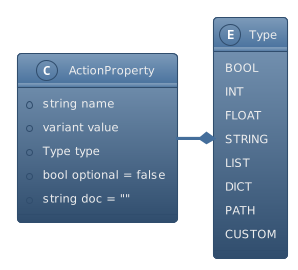 C ActionProperty
string name
variant value
Type type
bool optional = false
string doc = ""
E Type
BOOL
INT
FLOAT
STRING
LIST
DICT
PATH
CUSTOM